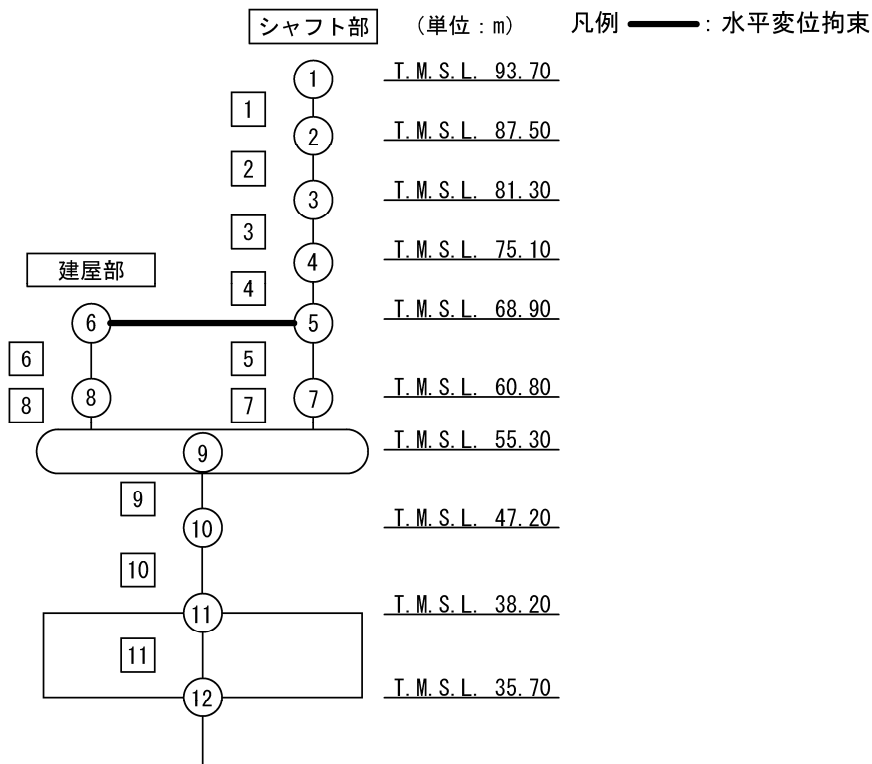 シャフト部 (単位：m) 凡例 ：水平変位拘束
1 T.M.S.L. 93.70
1
2 T.M.S.L. 87.50
2
3 T.M.S.L. 81.30
3
4 T.M.S.L. 75.10
建屋部
4
6 5 T.M.S.L. 68.90
6 5
8 7 T.M.S.L. 60.80
8 7
9 T.M.S.L. 55.30
9
10 T.M.S.L. 47.20
10
11 T.M.S.L. 38.20
11
12 T.M.S.L. 35.70